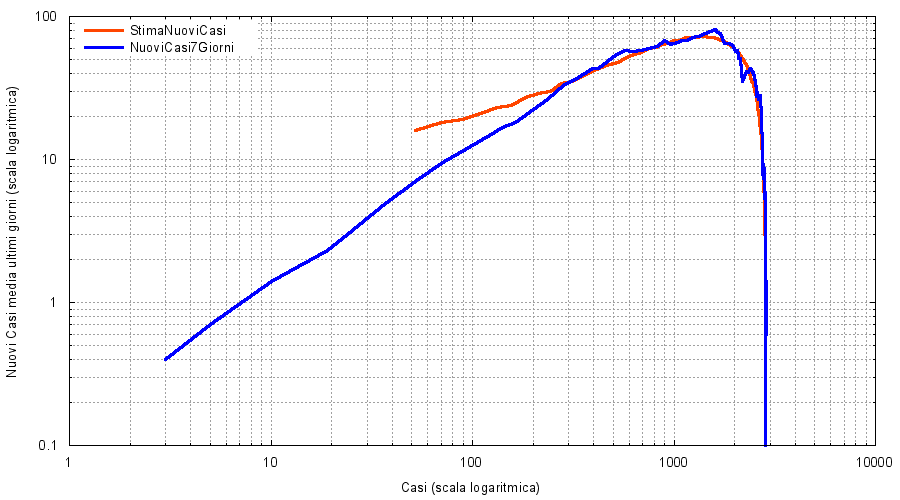 StimaNuoviCasi
NuoviCasi7Giorni
Nuovi Casi media ultimi giorni (scala logaritmica)
100
10
1
0.1
1
10
100
1000
10000
Casi (scala logaritmica)